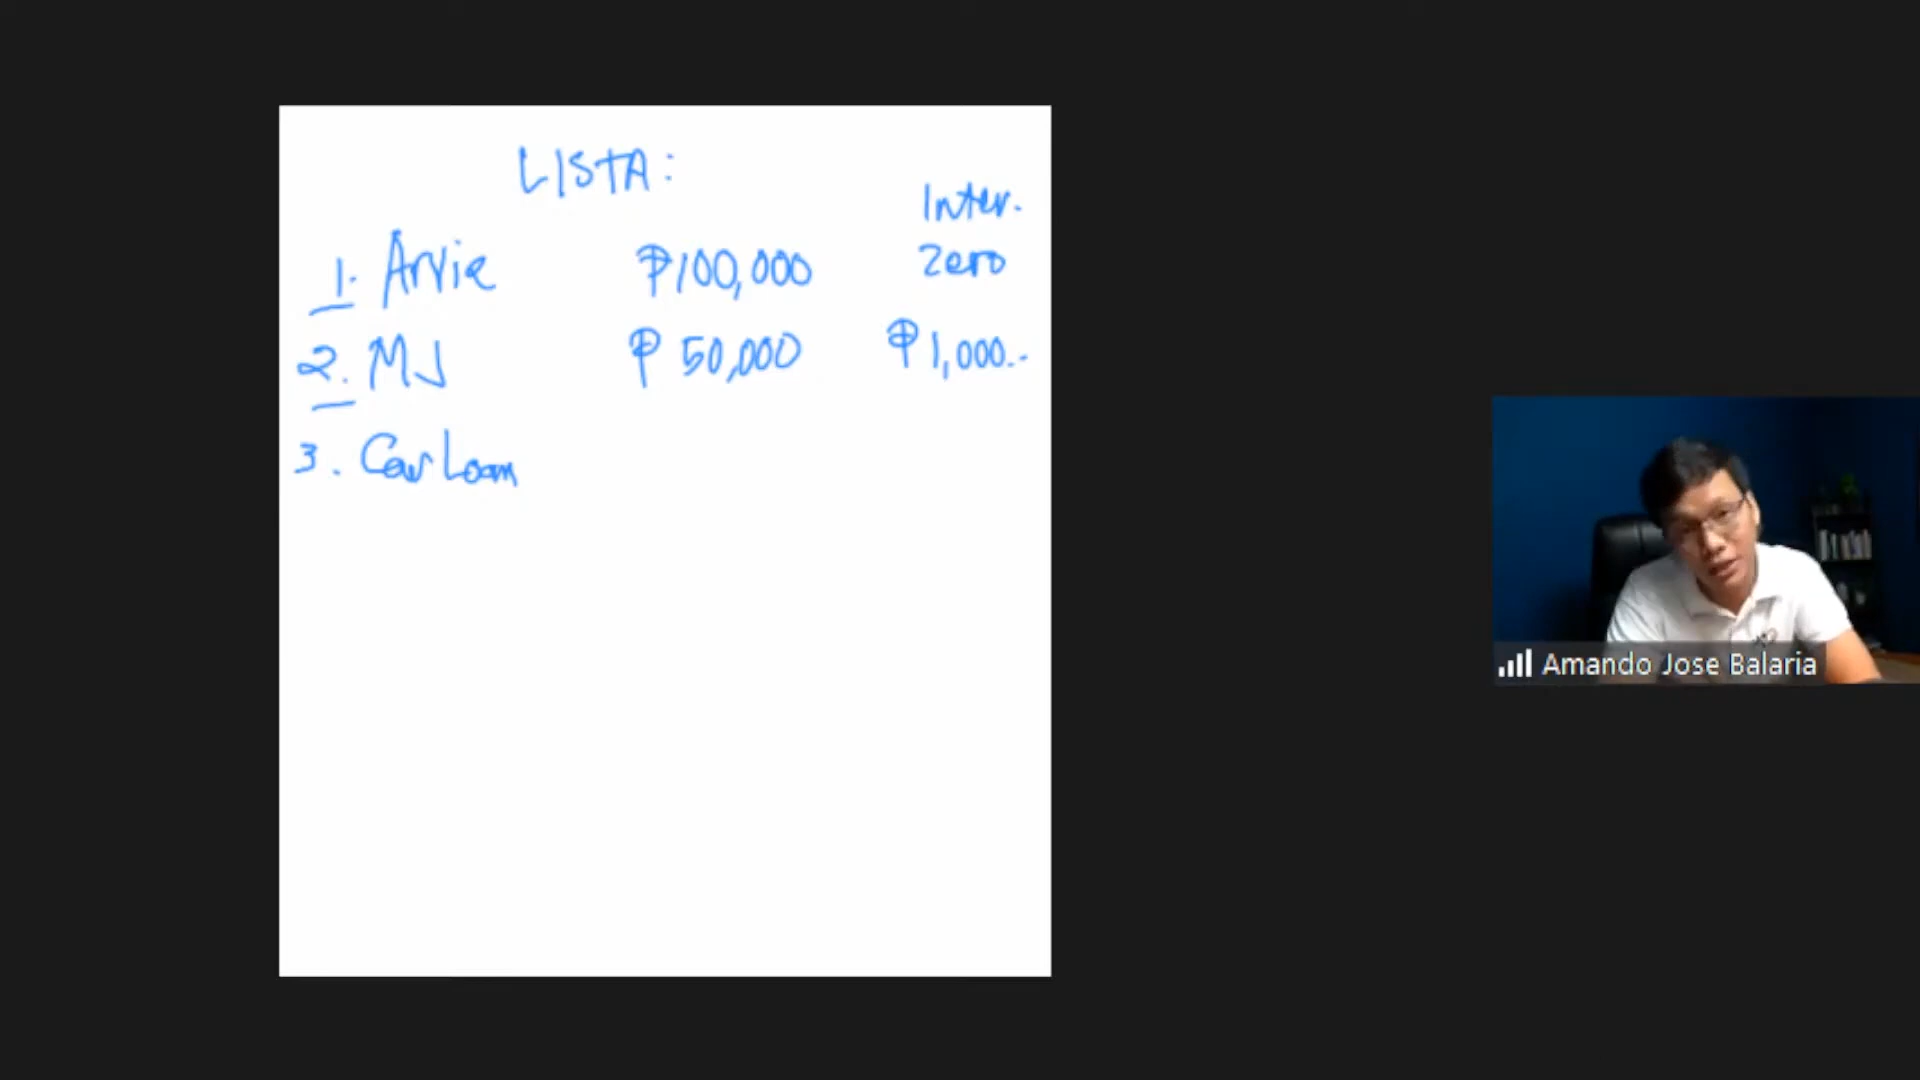 LISTA:
Inter.
1. Arvie ₱100,000 Zero
2. MJ ₱ 50,000 ₱1,000.-
3. Car Loan
Amando Jose Balaria